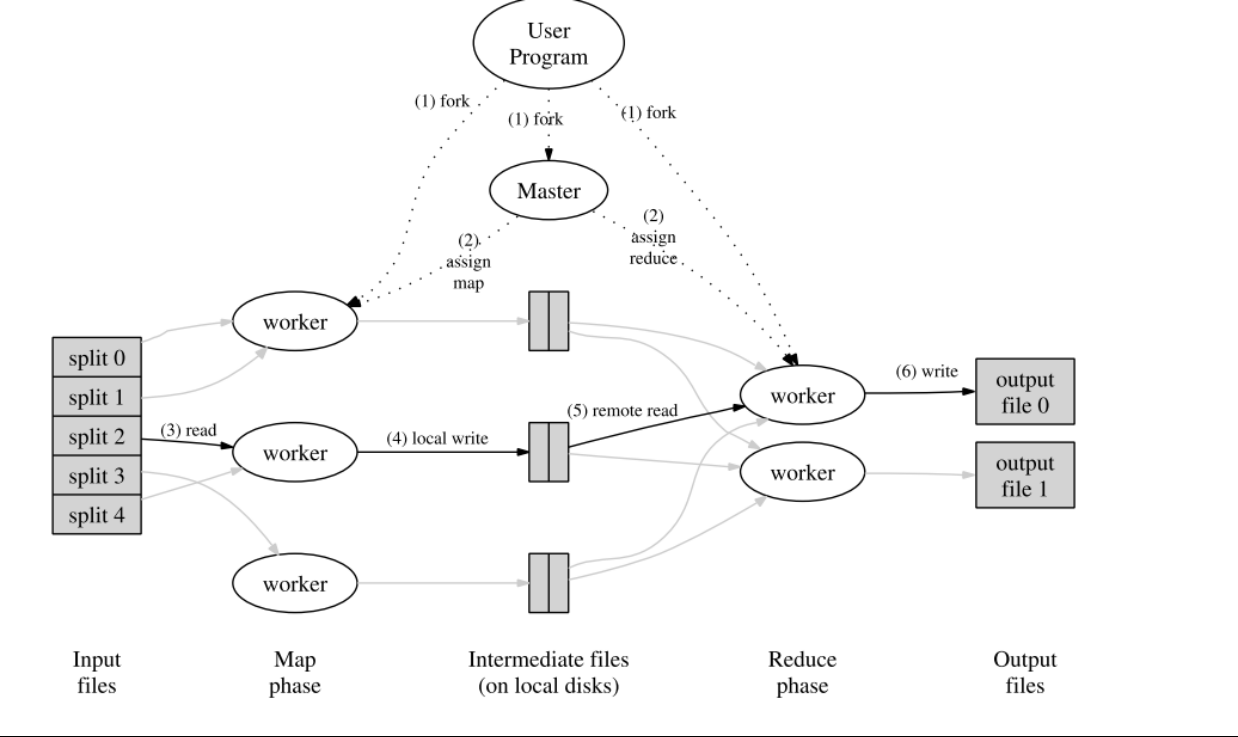 User
Program
(1) fork
(1) fork
(1) fork
Master
(2)
assign
map
(2)
assign
reduce
worker
split 0
split 1
split 2
split 3
split 4
(3) read
worker
(4) local write
(5) remote read
worker
(6) write
output
file 0
worker
output
file 1
worker
Input
files
Map
phase
Intermediate files
(on local disks)
Reduce
phase
Output
files